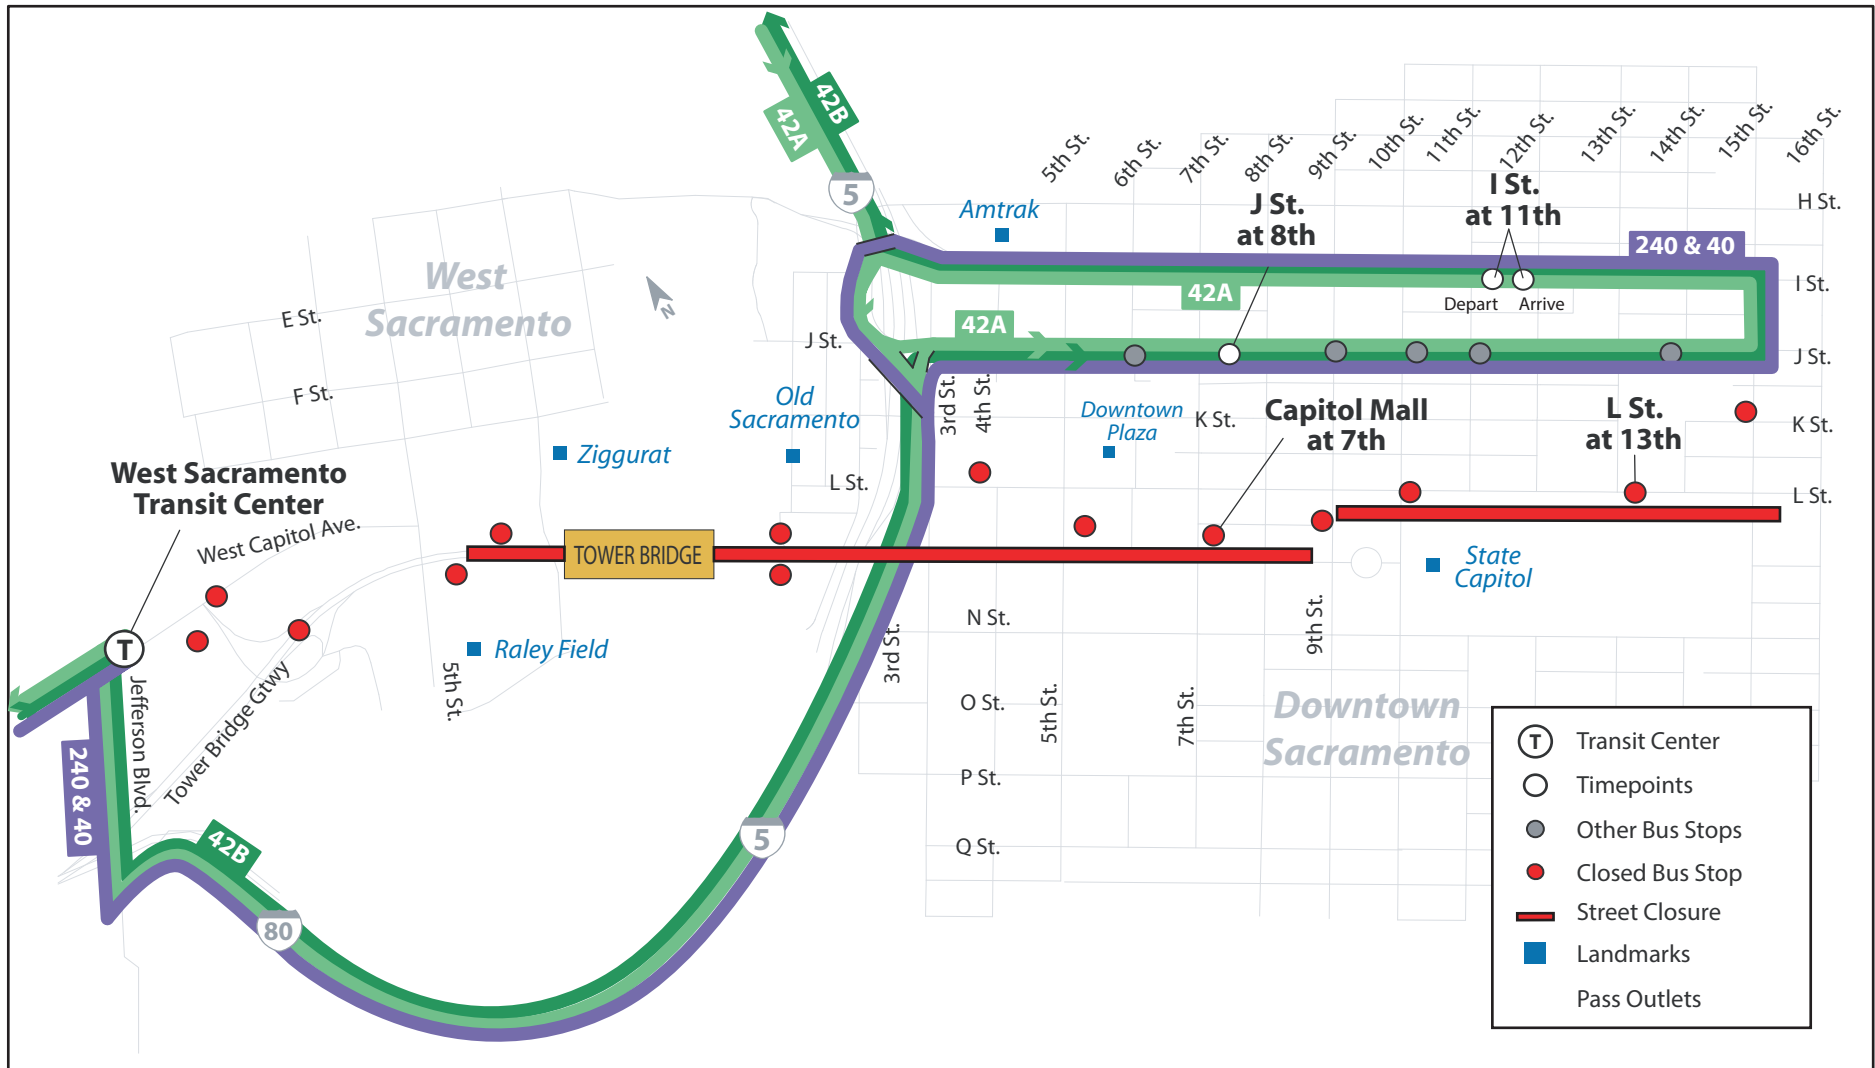 42B
42A
5
5th St.
6th St.
7th St.
8th St.
9th St.
10th St.
11th St.
12th St.
13th St.
14th St.
15th St.
16th St.
Amtrak
J St.
at 8th
I St.
at 11th
H St.
240 & 40
West
Sacramento
N
E St.
F St.
J St.
42A
42A
Depart
Arrive
I St.
J St.
3rd St.
4th St.
Old
Sacramento
Downtown
Plaza
K St.
Capitol Mall
at 7th
L St.
at 13th
K St.
Ziggurat
West Sacramento
Transit Center
L St.
L St.
West Capitol Ave.
TOWER BRIDGE
State
Capitol
N St.
9th St.
3rd St.
T
Raley Field
Jefferson Blvd.
Tower Bridge Gtwy
5th St.
O St.
5th St.
7th St.
Downtown
Sacramento
240 & 40
P St.
42B
5
Q St.
80
T
Transit Center
Timepoints
Other Bus Stops
Closed Bus Stop
Street Closure
Landmarks
Pass Outlets